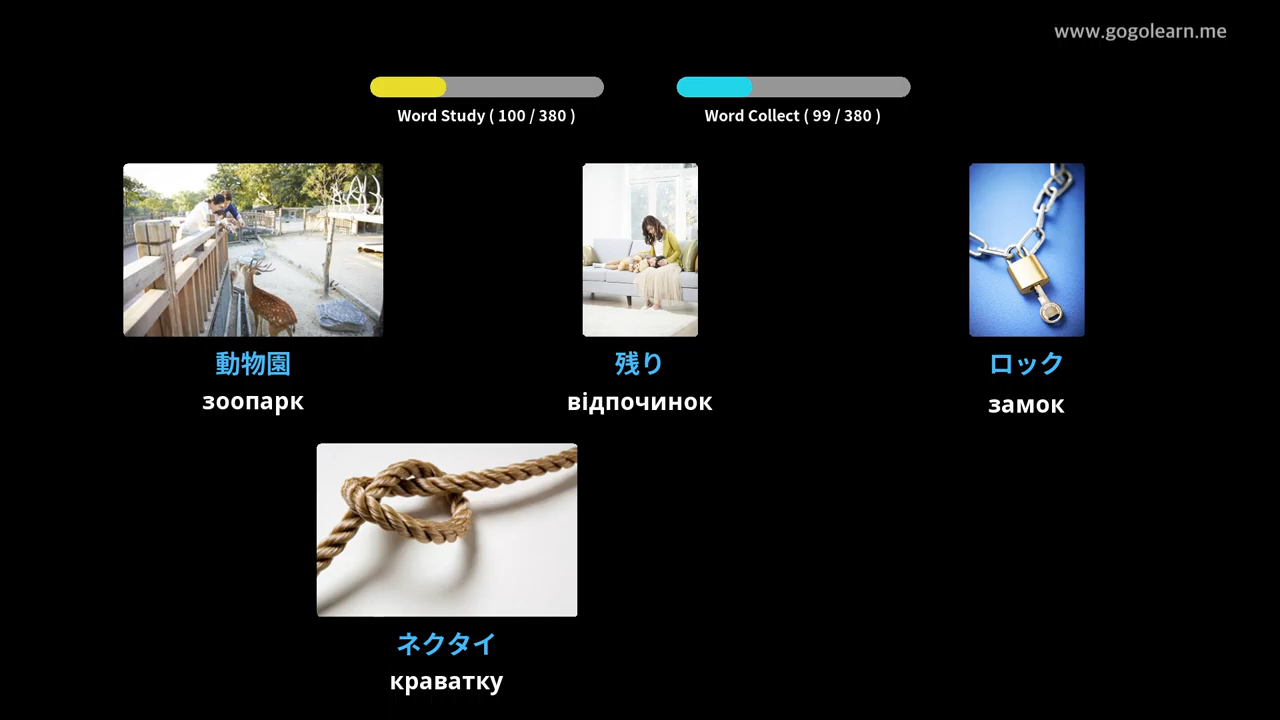 www.gogolearn.me
Word Study ( 100 / 380 )
Word Collect ( 99 / 380 )
動物園
зоопарк
残り
відпочинок
ロック
замок
ネクタイ
краватку